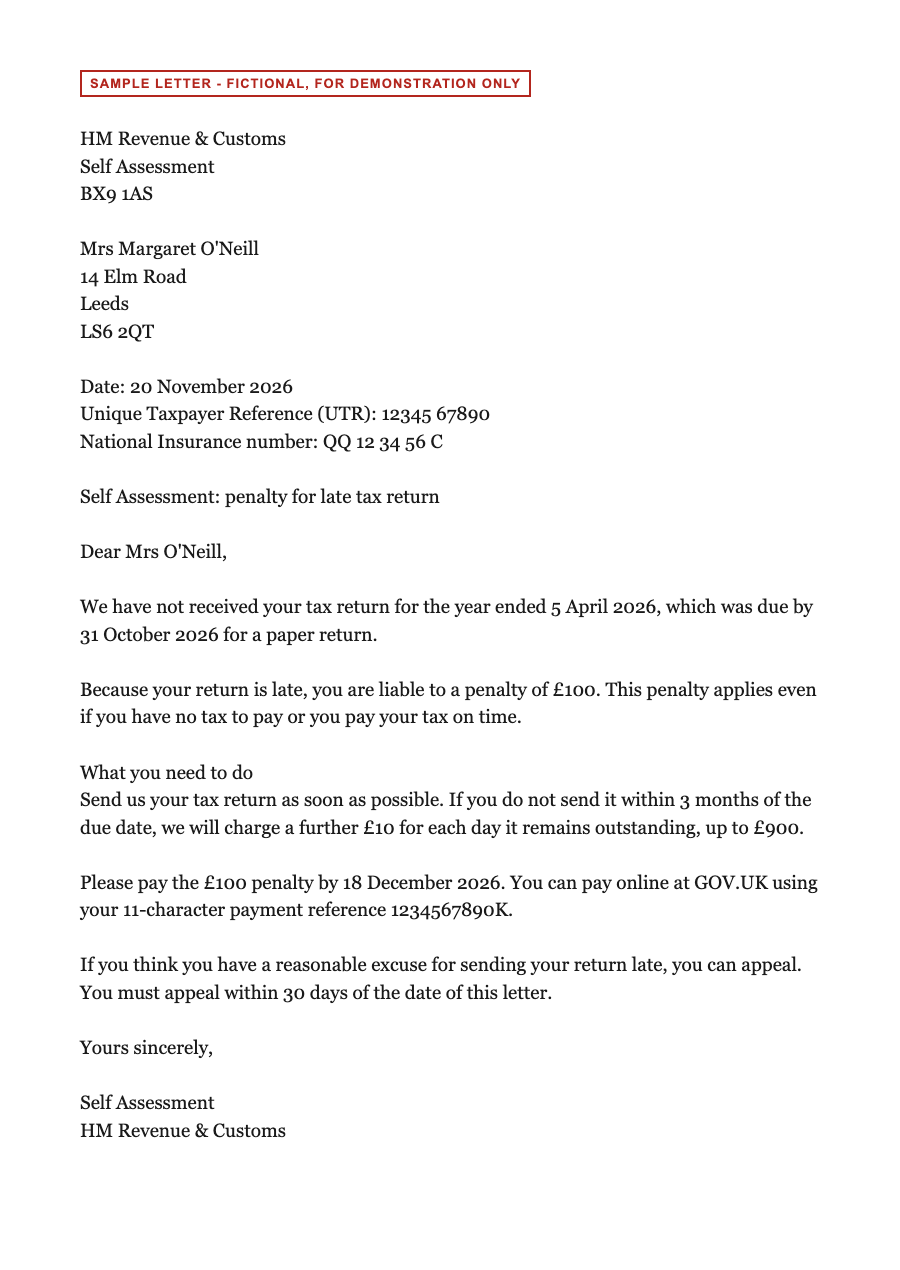 SAMPLE LETTER - FICTIONAL, FOR DEMONSTRATION ONLY
HM Revenue & Customs
Self Assessment
BX9 1AS
Mrs Margaret O'Neill
14 Elm Road
Leeds
LS6 2QT
Date: 20 November 2026
Unique Taxpayer Reference (UTR): 12345 67890
National Insurance number: QQ 12 34 56 C
Self Assessment: penalty for late tax return
Dear Mrs O'Neill,
We have not received your tax return for the year ended 5 April 2026, which was due by
31 October 2026 for a paper return.
Because your return is late, you are liable to a penalty of £100. This penalty applies even
if you have no tax to pay or you pay your tax on time.
What you need to do
Send us your tax return as soon as possible. If you do not send it within 3 months of the
due date, we will charge a further £10 for each day it remains outstanding, up to £900.
Please pay the £100 penalty by 18 December 2026. You can pay online at GOV.UK using
your 11-character payment reference 1234567890K.
If you think you have a reasonable excuse for sending your return late, you can appeal.
You must appeal within 30 days of the date of this letter.
Yours sincerely,
Self Assessment
HM Revenue & Customs